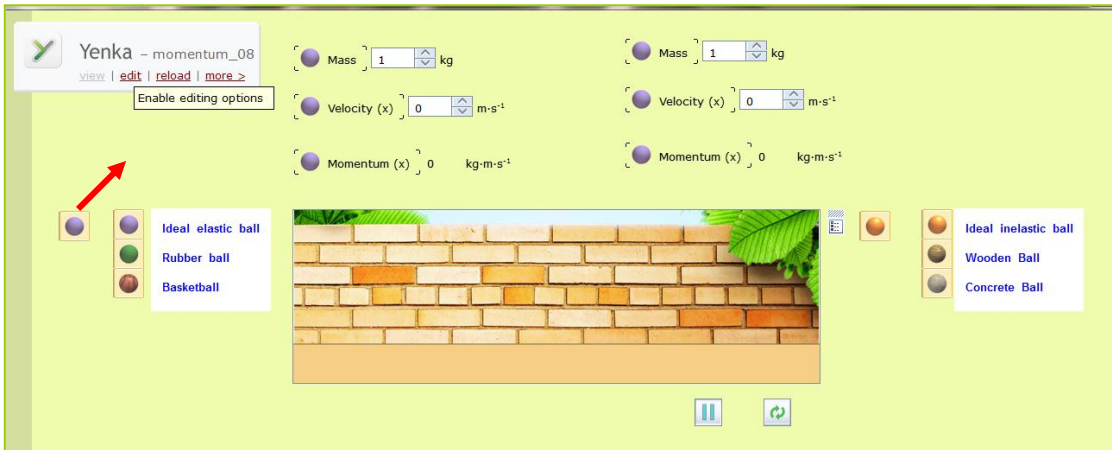 Yenka – momentum_08
view | edit | reload | more >
Enable editing options
Mass 1 kg
Velocity (x) 0 m·s⁻¹
Momentum (x) 0 kg·m·s⁻¹
Mass 1 kg
Velocity (x) 0 m·s⁻¹
Momentum (x) 0 kg·m·s⁻¹
Ideal elastic ball
Rubber ball
Basketball
Ideal inelastic ball
Wooden Ball
Concrete Ball